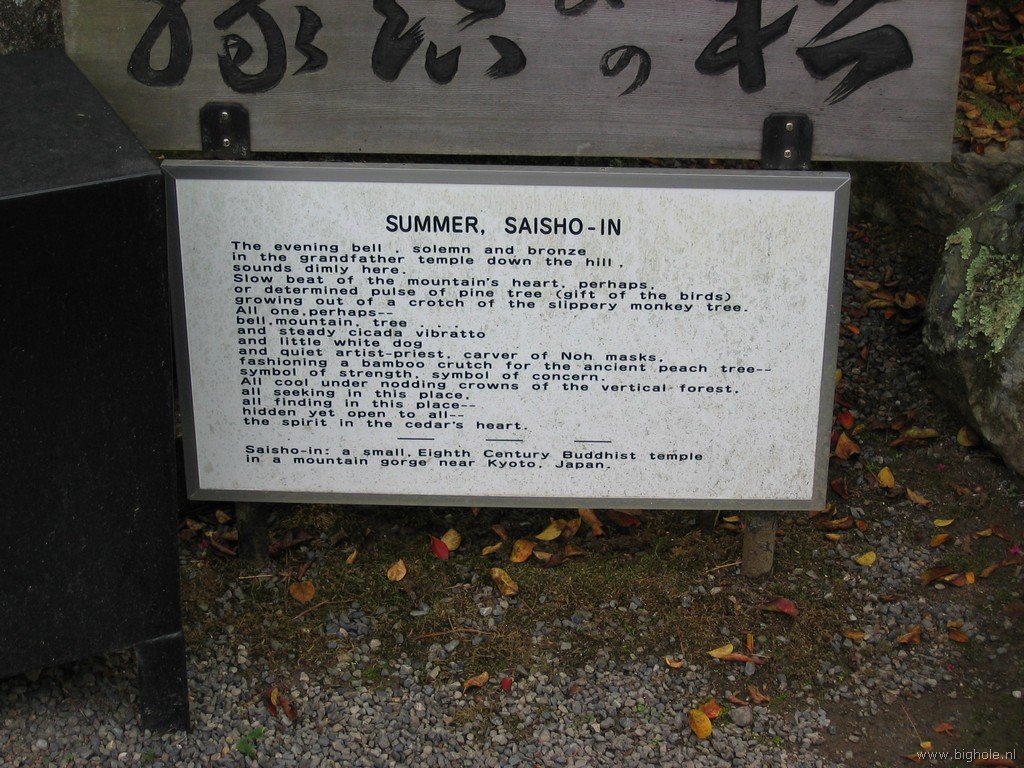 の
SUMMER, SAISHO-IN
The evening bell , solemn and bronze
in the grandfather temple down the hill ,
sounds dimly here.
Slow beat of the mountain's heart, perhaps,
or determined pulse of pine tree (gift of the birds)
growing out of a crotch of the slippery monkey tree.
All one,perhaps--
bell,mountain, tree
and steady cicada vibratto
and little white dog
and quiet artist-priest, carver of Noh masks,
fashioning a bamboo crutch for the ancient peach tree--
symbol of strength, symbol of concern.
All cool under nodding crowns of the vertical forest,
all seeking in this place,
all finding in this place--
hidden yet open to all--
the spirit in the cedar's heart.
Saisho-in: a small, Eighth Century Buddhist temple
in a mountain gorge near Kyoto, Japan.
www.bighole.nl